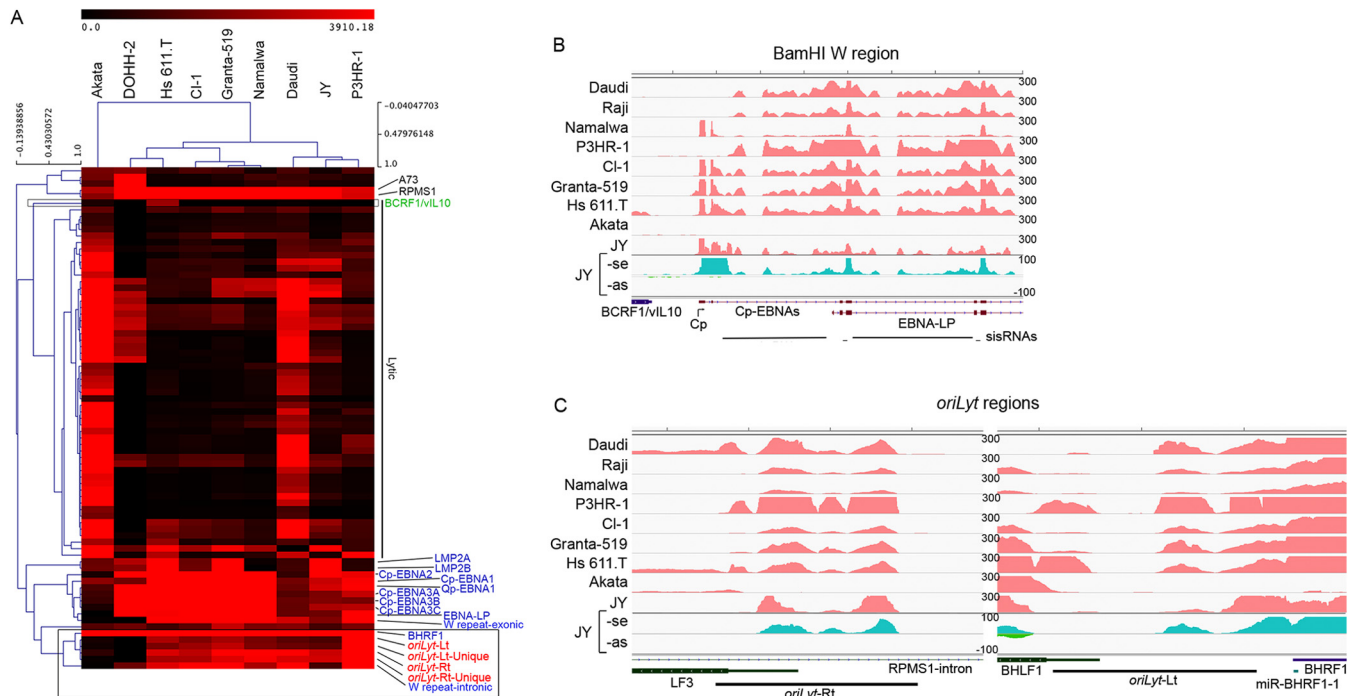 A
0.0
3910.18
Akata
DOHH-2
Hs 611.T
Cl-1
Granta-519
Namalwa
Daudi
JY
P3HR-1
-0.13938856
0.43030572
1.0
-0.04047703
0.47976148
1.0
A73
RPMS1
BCRF1/vIL10
Lytic
LMP2A
LMP2B
Cp-EBNA2
Cp-EBNA1
Qp-EBNA1
Cp-EBNA3A
Cp-EBNA3B
Cp-EBNA3C
EBNA-LP
W repeat-exonic
BHRF1
oriLyt-Lt
oriLyt-Lt-Unique
oriLyt-Rt
oriLyt-Rt-Unique
W repeat-intronic
B
BamHI W region
Daudi 300
Raji 300
Namalwa 300
P3HR-1 300
Cl-1 300
Granta-519 300
Hs 611.T 300
Akata 300
JY 300
JY -se 100
-as -100
BCRF1/vIL10 Cp Cp-EBNAs EBNA-LP
sisRNAs
C
oriLyt regions
Daudi 300
Raji 300
Namalwa 300
P3HR-1 300
Cl-1 300
Granta-519 300
Hs 611.T 300
Akata 300
JY 300
JY -se 100
-as -100
LF3 RPMS1-intron BHLF1 BHRF1
oriLyt-Rt oriLyt-Lt miR-BHRF1-1